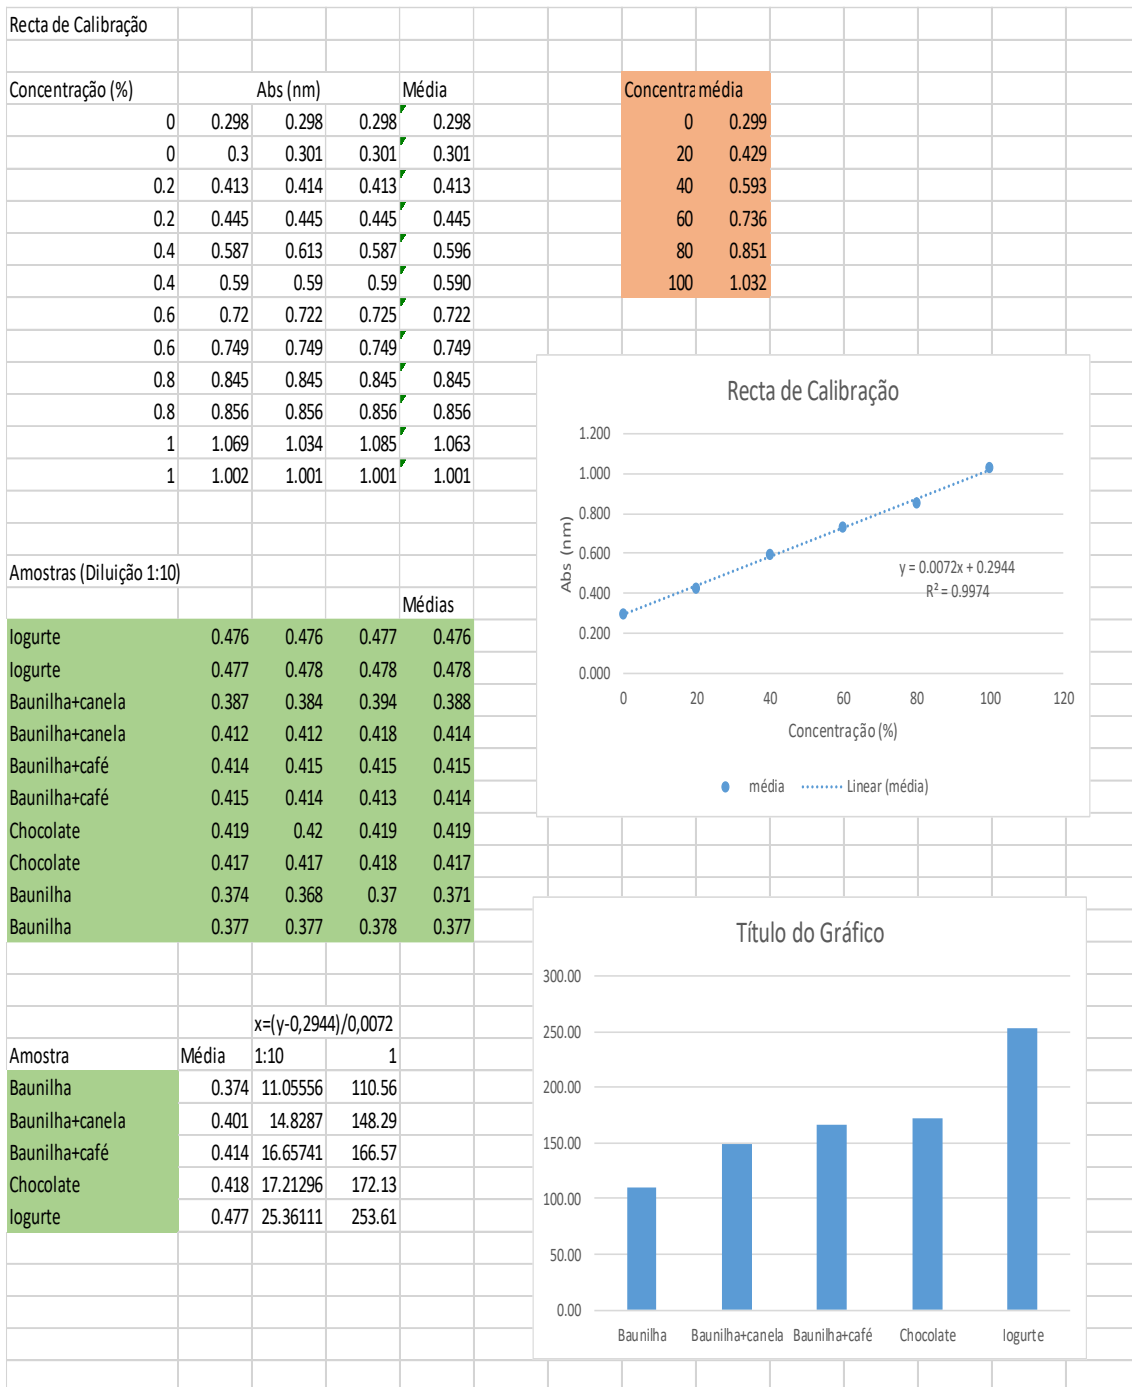 Recta de Calibração
Concentração (%) Abs (nm) Média
0 0.298 0.298 0.298 0.298
0 0.3 0.301 0.301 0.301
0.2 0.413 0.414 0.413 0.413
0.2 0.445 0.445 0.445 0.445
0.4 0.587 0.613 0.587 0.596
0.4 0.59 0.59 0.59 0.590
0.6 0.72 0.722 0.725 0.722
0.6 0.749 0.749 0.749 0.749
0.8 0.845 0.845 0.845 0.845
0.8 0.856 0.856 0.856 0.856
1 1.069 1.034 1.085 1.063
1 1.002 1.001 1.001 1.001
Concentra média
0 0.299
20 0.429
40 0.593
60 0.736
80 0.851
100 1.032
Recta de Calibração
1.200
1.000
0.800
0.600
0.400
0.200
0.000
Abs (nm)
y = 0.0072x + 0.2944
R² = 0.9974
0 20 40 60 80 100 120
Concentração (%)
média Linear (média)
Amostras (Diluição 1:10)
Médias
Iogurte 0.476 0.476 0.477 0.476
Iogurte 0.477 0.478 0.478 0.478
Baunilha+canela 0.387 0.384 0.394 0.388
Baunilha+canela 0.412 0.412 0.418 0.414
Baunilha+café 0.414 0.415 0.415 0.415
Baunilha+café 0.415 0.414 0.413 0.414
Chocolate 0.419 0.42 0.419 0.419
Chocolate 0.417 0.417 0.418 0.417
Baunilha 0.374 0.368 0.37 0.371
Baunilha 0.377 0.377 0.378 0.377
x=(y-0,2944)/0,0072
Amostra Média 1:10 1
Baunilha 0.374 11.05556 110.56
Baunilha+canela 0.401 14.8287 148.29
Baunilha+café 0.414 16.65741 166.57
Chocolate 0.418 17.21296 172.13
Iogurte 0.477 25.36111 253.61
Título do Gráfico
300.00
250.00
200.00
150.00
100.00
50.00
0.00
Baunilha Baunilha+canela Baunilha+café Chocolate Iogurte